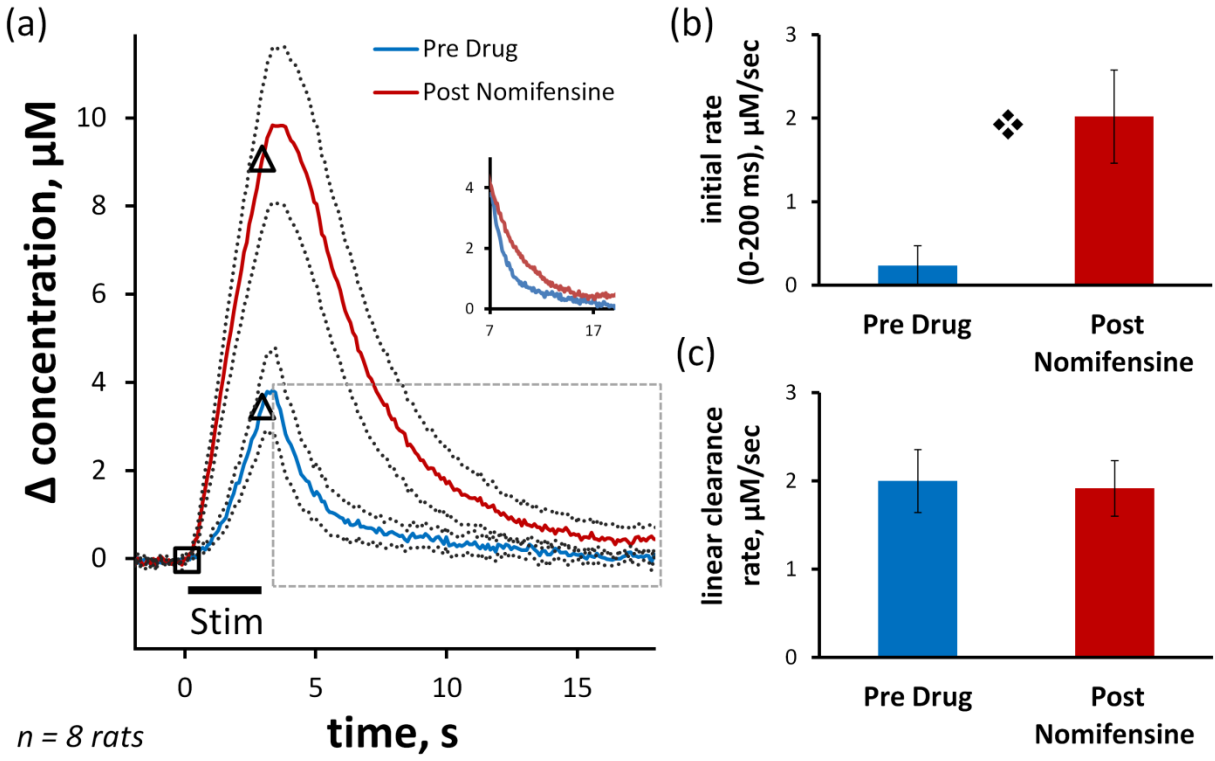 (a)
Δ concentration, µM
10
8
6
4
2
0
Pre Drug
Post Nomifensine
4
2
0
7
17
Stim
0
5
10
15
time, s
n = 8 rats
(b)
initial rate
(0-200 ms), µM/sec
3
2
1
0
Pre Drug
Post
Nomifensine
(c)
linear clearance
rate, µM/sec
3
2
1
0
Pre Drug
Post
Nomifensine